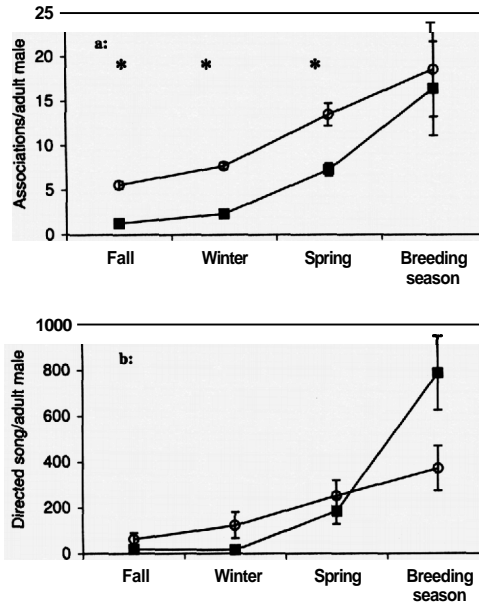 25
a:
* * *
20
15
10
5
0
Associations/adult male
Fall Winter Spring Breeding season
1000
b:
800
600
400
200
0
Directed song/adult male
Fall Winter Spring Breeding season